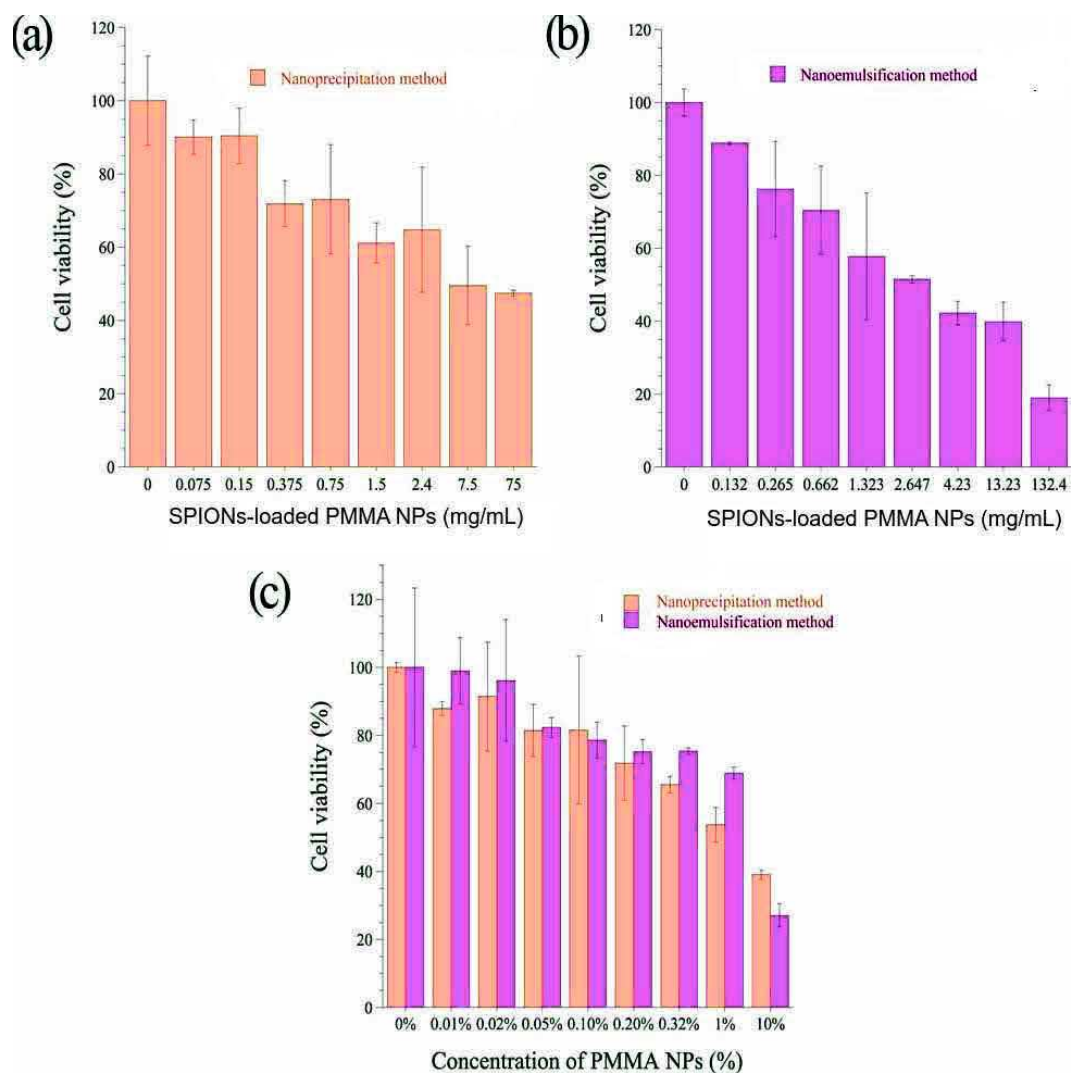 (a)
120
100
80
60
40
20
0
Cell viability (%)
Nanoprecipitation method
0 0.075 0.15 0.375 0.75 1.5 2.4 7.5 75
SPIONs-loaded PMMA NPs (mg/mL)
(b)
120
100
80
60
40
20
0
Cell viability (%)
Nanoemulsification method
0 0.132 0.265 0.662 1.323 2.647 4.23 13.23 132.4
SPIONs-loaded PMMA NPs (mg/mL)
(c)
120
100
80
60
40
20
0
Cell viability (%)
Nanoprecipitation method
Nanoemulsification method
0% 0.01% 0.02% 0.05% 0.10% 0.20% 0.32% 1% 10%
Concentration of PMMA NPs (%)